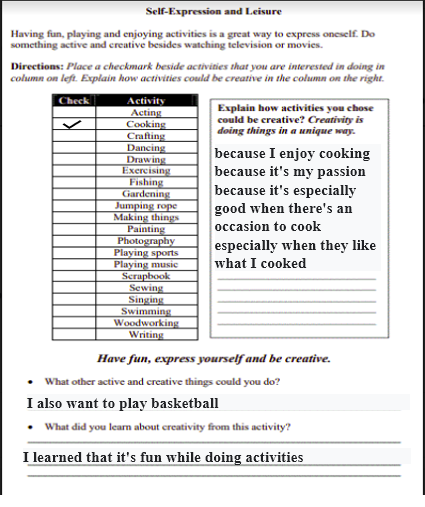 Self-Expression and Leisure
Having fun, playing and enjoying activities is a great way to express oneself. Do
something active and creative besides watching television or movies.
Directions: Place a checkmark beside activities that you are interested in doing in
column on left. Explain how activities could be creative in the column on the right.
Check Activity
Acting
Cooking
Crafting
Dancing
Drawing
Exercising
Fishing
Gardening
Jumping rope
Making things
Painting
Photography
Playing sports
Playing music
Scrapbook
Sewing
Singing
Swimming
Woodworking
Writing
Explain how activities you chose
could be creative? Creativity is
doing things in a unique way.
because I enjoy cooking
because it's my passion
because it's especially
good when there's an
occasion to cook
especially when they like
what I cooked
Have fun, express yourself and be creative.
• What other active and creative things could you do?
I also want to play basketball
• What did you learn about creativity from this activity?
I learned that it's fun while doing activities